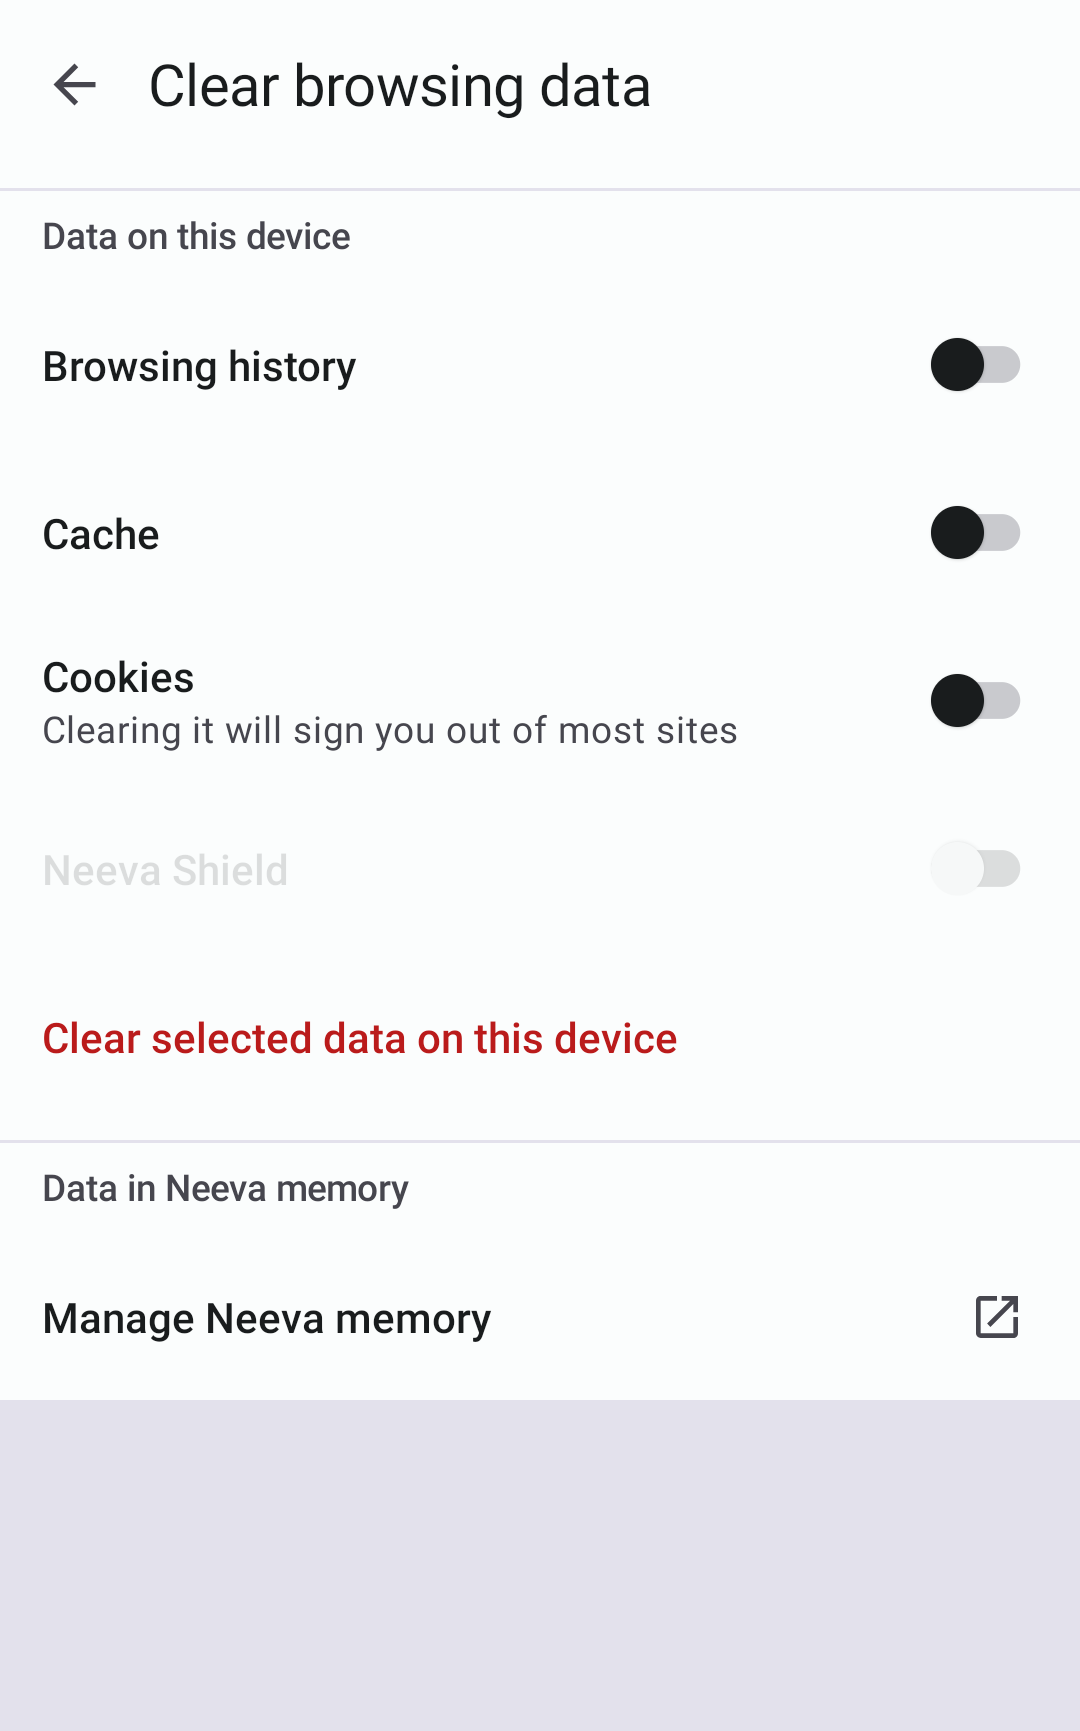 Clear browsing data
Data on this device
Browsing history
Cache
Cookies
Clearing it will sign you out of most sites
Neeva Shield
Clear selected data on this device
Data in Neeva memory
Manage Neeva memory